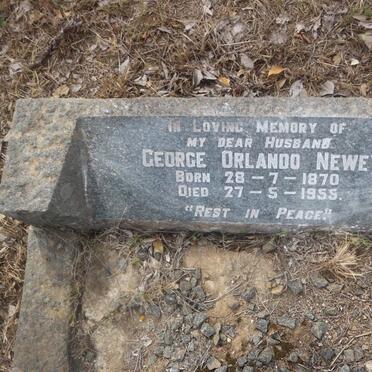 IN LOVING MEMORY OF
MY DEAR HUSBAND
GEORGE ORLANDO NEWE
BORN 28-7-1870
DIED 27-5-1955.
"REST IN PEACE"